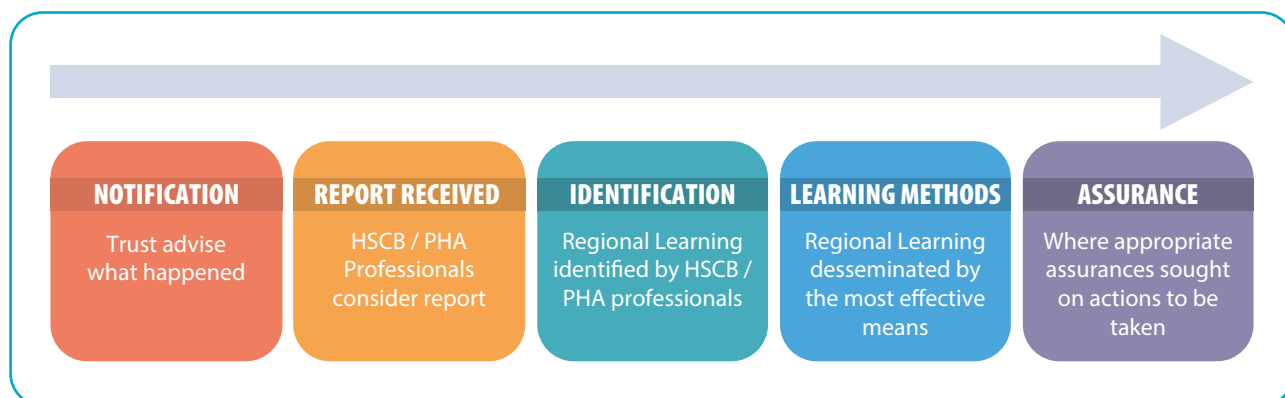 NOTIFICATION
Trust advise
what happened
REPORT RECEIVED
HSCB / PHA
Professionals
consider report
IDENTIFICATION
Regional Learning
identified by HSCB /
PHA professionals
LEARNING METHODS
Regional Learning
desseminated by
the most effective
means
ASSURANCE
Where appropriate
assurances sought
on actions to be
taken